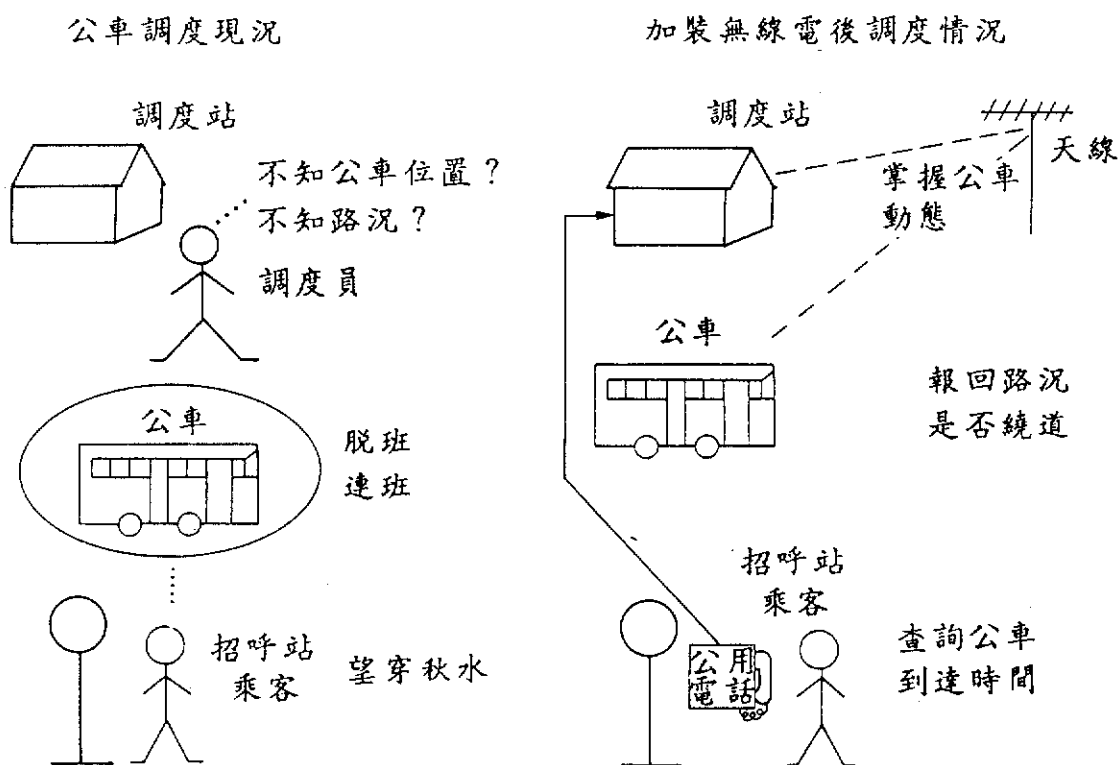 公車調度現況
調度站
不知公車位置？
不知路況？
調度員
公車
脫班
連班
招呼站
乘客
望穿秋水
加裝無線電後調度情況
調度站
天線
掌握公車
動態
公車
報回路況
是否繞道
招呼站
乘客
公用
電話
查詢公車
到達時間